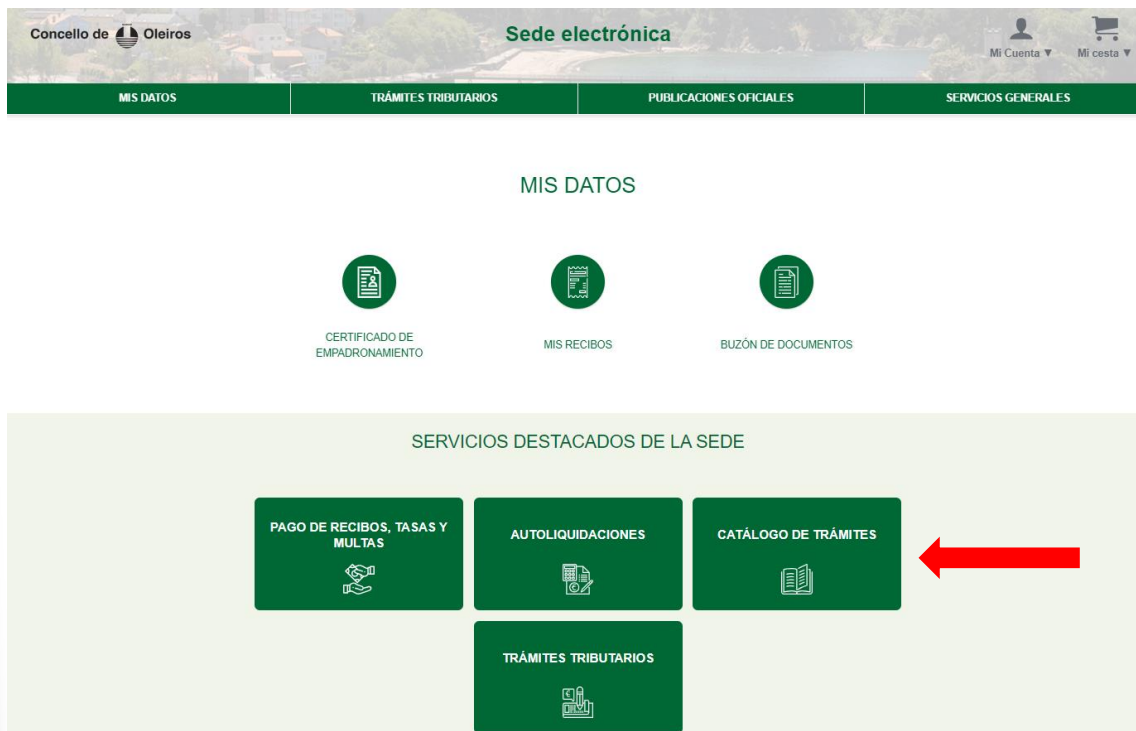 Concello de Oleiros
Sede electrónica
Mi Cuenta ▼
Mi cesta ▼
MIS DATOS
TRÁMITES TRIBUTARIOS
PUBLICACIONES OFICIALES
SERVICIOS GENERALES
MIS DATOS
CERTIFICADO DE
EMPADRONAMIENTO
MIS RECIBOS
BUZÓN DE DOCUMENTOS
SERVICIOS DESTACADOS DE LA SEDE
PAGO DE RECIBOS, TASAS Y
MULTAS
AUTOLIQUIDACIONES
CATÁLOGO DE TRÁMITES
TRÁMITES TRIBUTARIOS